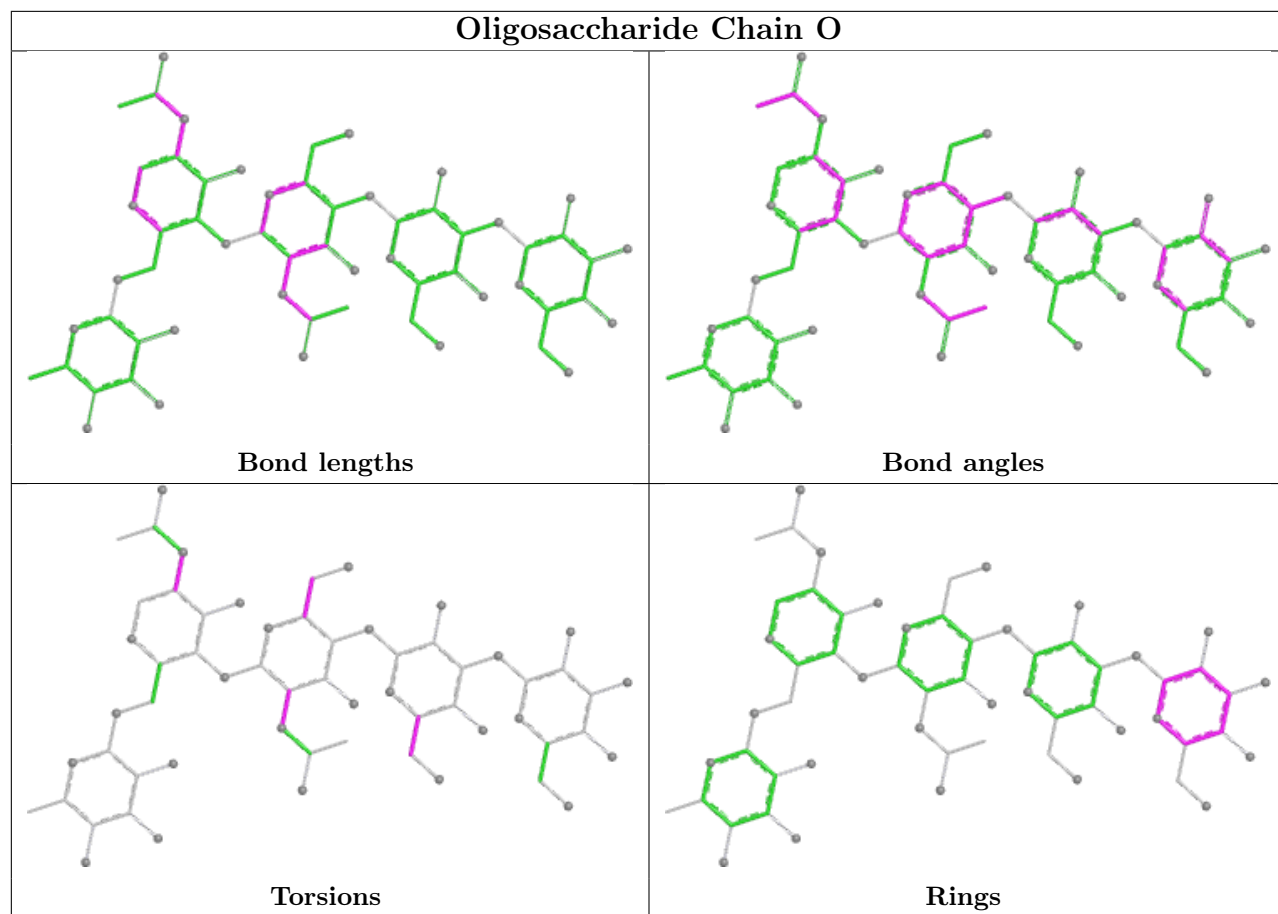 Oligosaccharide Chain O
Bond lengths
Bond angles
Torsions
Rings